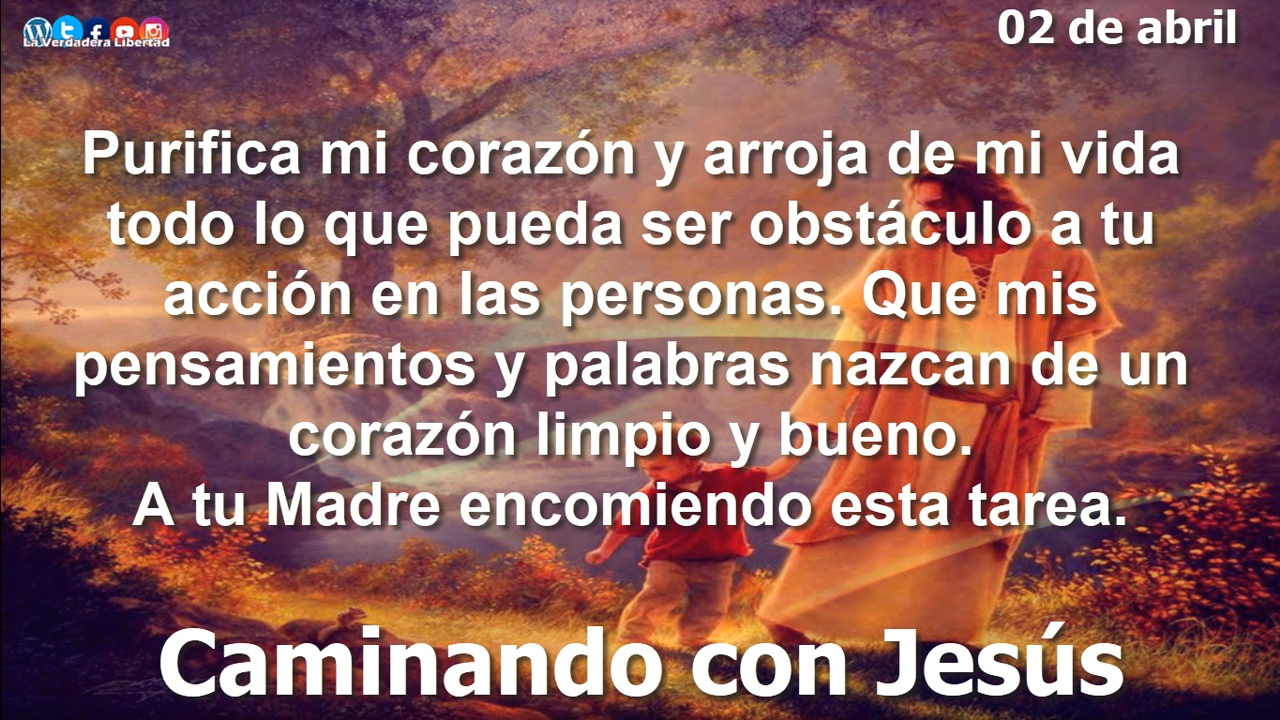 La Verdadera Libertad
02 de abril
Purifica mi corazón y arroja de mi vida
todo lo que pueda ser obstáculo a tu
acción en las personas. Que mis
pensamientos y palabras nazcan de un
corazón limpio y bueno.
A tu Madre encomiendo esta tarea.
Caminando con Jesús